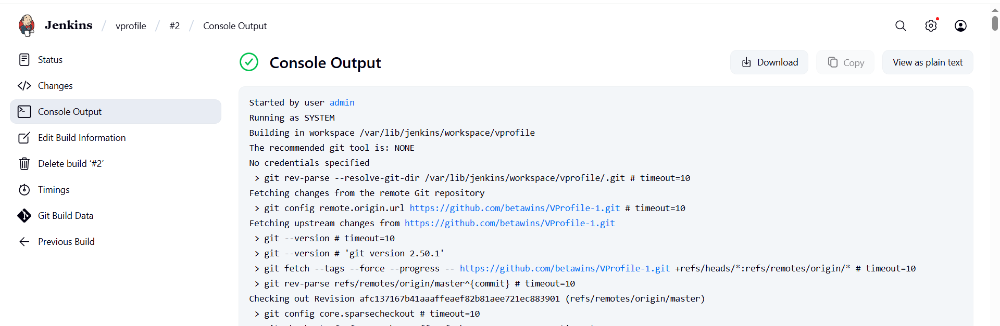 Jenkins / vprofile / #2 / Console Output
Status
Changes
Console Output
Edit Build Information
Delete build ‘#2’
Timings
Git Build Data
Previous Build
Console Output
Download
Copy
View as plain text
Started by user admin
Running as SYSTEM
Building in workspace /var/lib/jenkins/workspace/vprofile
The recommended git tool is: NONE
No credentials specified
> git rev-parse --resolve-git-dir /var/lib/jenkins/workspace/vprofile/.git # timeout=10
Fetching changes from the remote Git repository
> git config remote.origin.url https://github.com/betawins/VProfile-1.git # timeout=10
Fetching upstream changes from https://github.com/betawins/VProfile-1.git
> git --version # timeout=10
> git --version # 'git version 2.50.1'
> git fetch --tags --force --progress -- https://github.com/betawins/VProfile-1.git +refs/heads/*:refs/remotes/origin/* # timeout=10
> git rev-parse refs/remotes/origin/master^{commit} # timeout=10
Checking out Revision afc137167b41aaaffeaef82b81aee721ec883901 (refs/remotes/origin/master)
> git config core.sparsecheckout # timeout=10